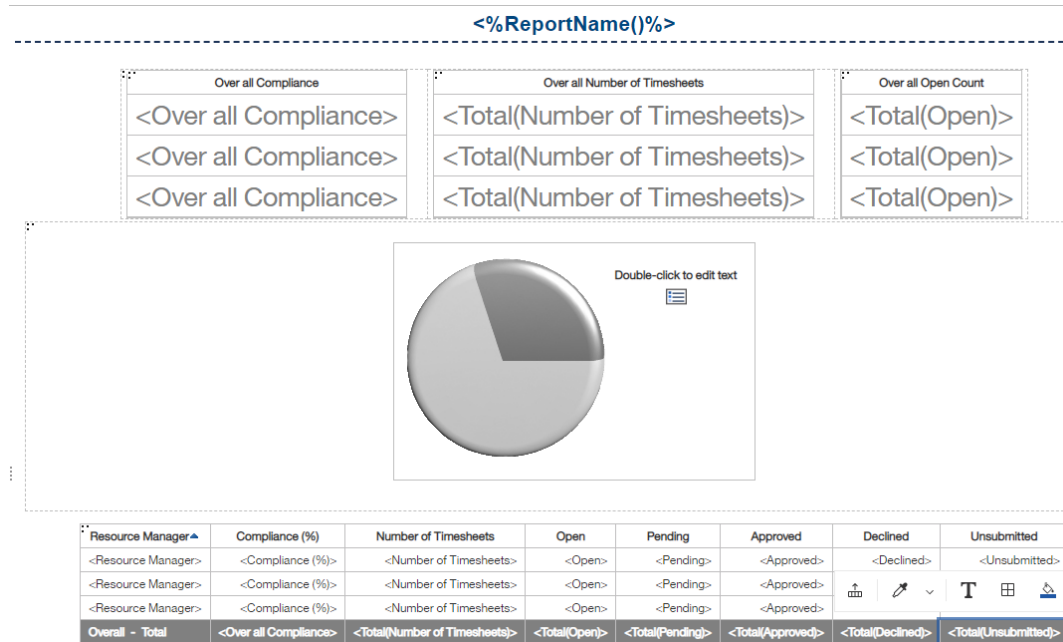 <%ReportName()%>
Over all Compliance Over all Number of Timesheets Over all Open Count
<Over all Compliance> <Total(Number of Timesheets)> <Total(Open)>
<Over all Compliance> <Total(Number of Timesheets)> <Total(Open)>
<Over all Compliance> <Total(Number of Timesheets)> <Total(Open)>
Double-click to edit text
Resource Manager Compliance (%) Number of Timesheets Open Pending Approved Declined Unsubmitted
<Resource Manager> <Compliance (%)> <Number of Timesheets> <Open> <Pending> <Approved> <Declined> <Unsubmitted>
<Resource Manager> <Compliance (%)> <Number of Timesheets> <Open> <Pending> <Approved>
<Resource Manager> <Compliance (%)> <Number of Timesheets> <Open> <Pending> <Approved>
Overall - Total <Over all Compliance> <Total(Number of Timesheets)> <Total(Open)> <Total(Pending)> <Total(Approved)> <Total(Declined)> <Total(Unsubmitted)>